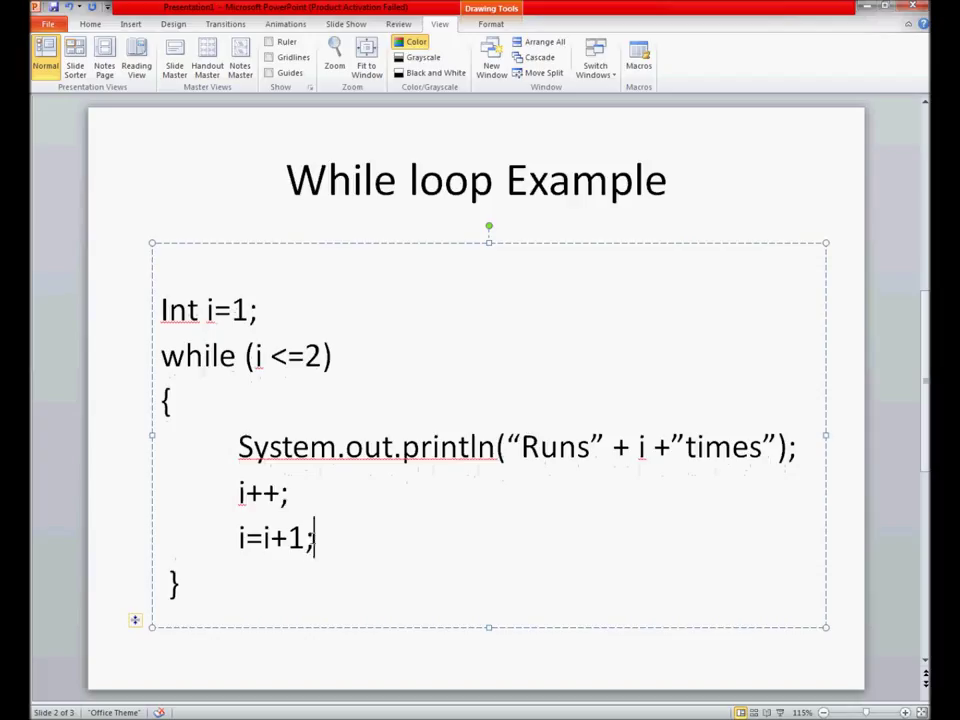 Presentation1 - Microsoft PowerPoint (Product Activation Failed)
Drawing Tools
File Home Insert Design Transitions Animations Slide Show Review View Format
Normal Slide Sorter Notes Page Reading View Slide Master Handout Master Notes Master Ruler Gridlines Guides Zoom Fit to Window Color Grayscale Black and White New Window Arrange All Cascade Move Split Switch Windows Macros
Presentation Views Master Views Show Zoom Color/Grayscale Window Macros
While loop Example
Int i=1;
while (i <=2)
{
System.out.println(“Runs” + i +”times”);
i++;
i=i+1;
}
Slide 2 of 3 "Office Theme" 115%